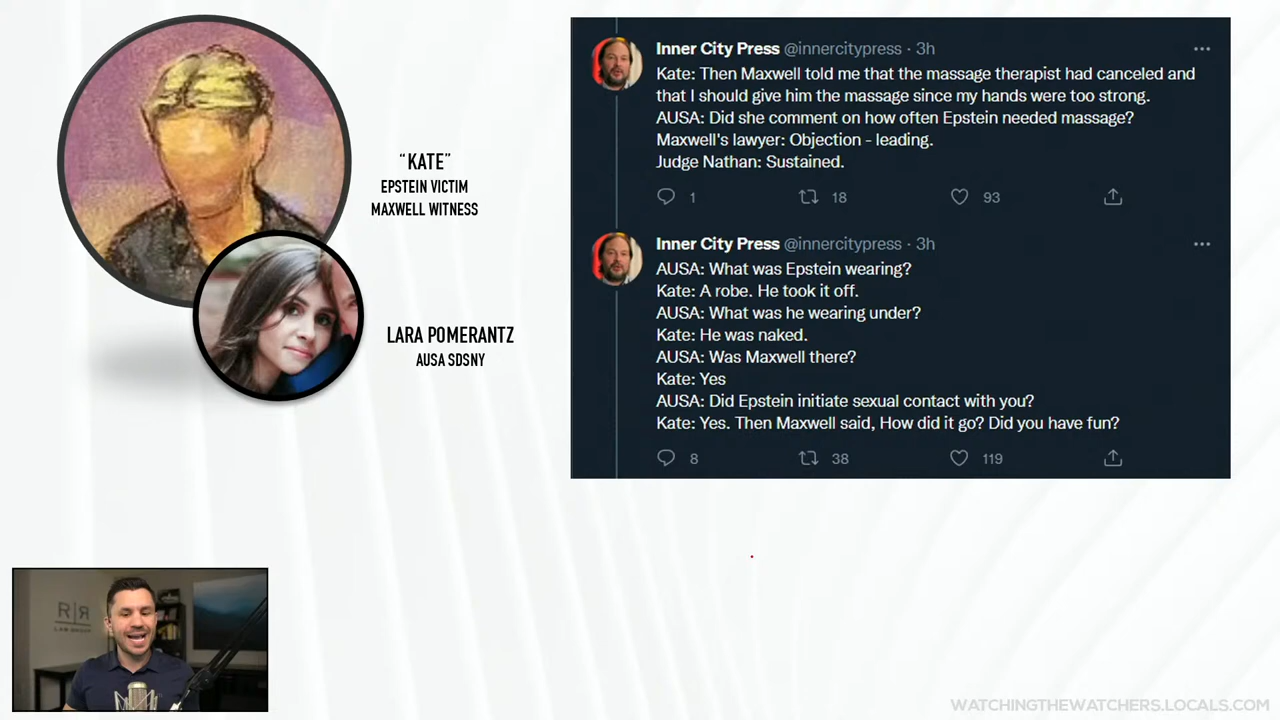 “KATE”
EPSTEIN VICTIM
MAXWELL WITNESS
LARA POMERANTZ
AUSA SDSNY
Inner City Press @innercitypress · 3h
Kate: Then Maxwell told me that the massage therapist had canceled and
that I should give him the massage since my hands were too strong.
AUSA: Did she comment on how often Epstein needed massage?
Maxwell's lawyer: Objection - leading.
Judge Nathan: Sustained.
1 18 93
Inner City Press @innercitypress · 3h
AUSA: What was Epstein wearing?
Kate: A robe. He took it off.
AUSA: What was he wearing under?
Kate: He was naked.
AUSA: Was Maxwell there?
Kate: Yes
AUSA: Did Epstein initiate sexual contact with you?
Kate: Yes. Then Maxwell said, How did it go? Did you have fun?
8 38 119
R|R
LAW GROUP
WATCHINGTHEWATCHERS.LOCALS.COM